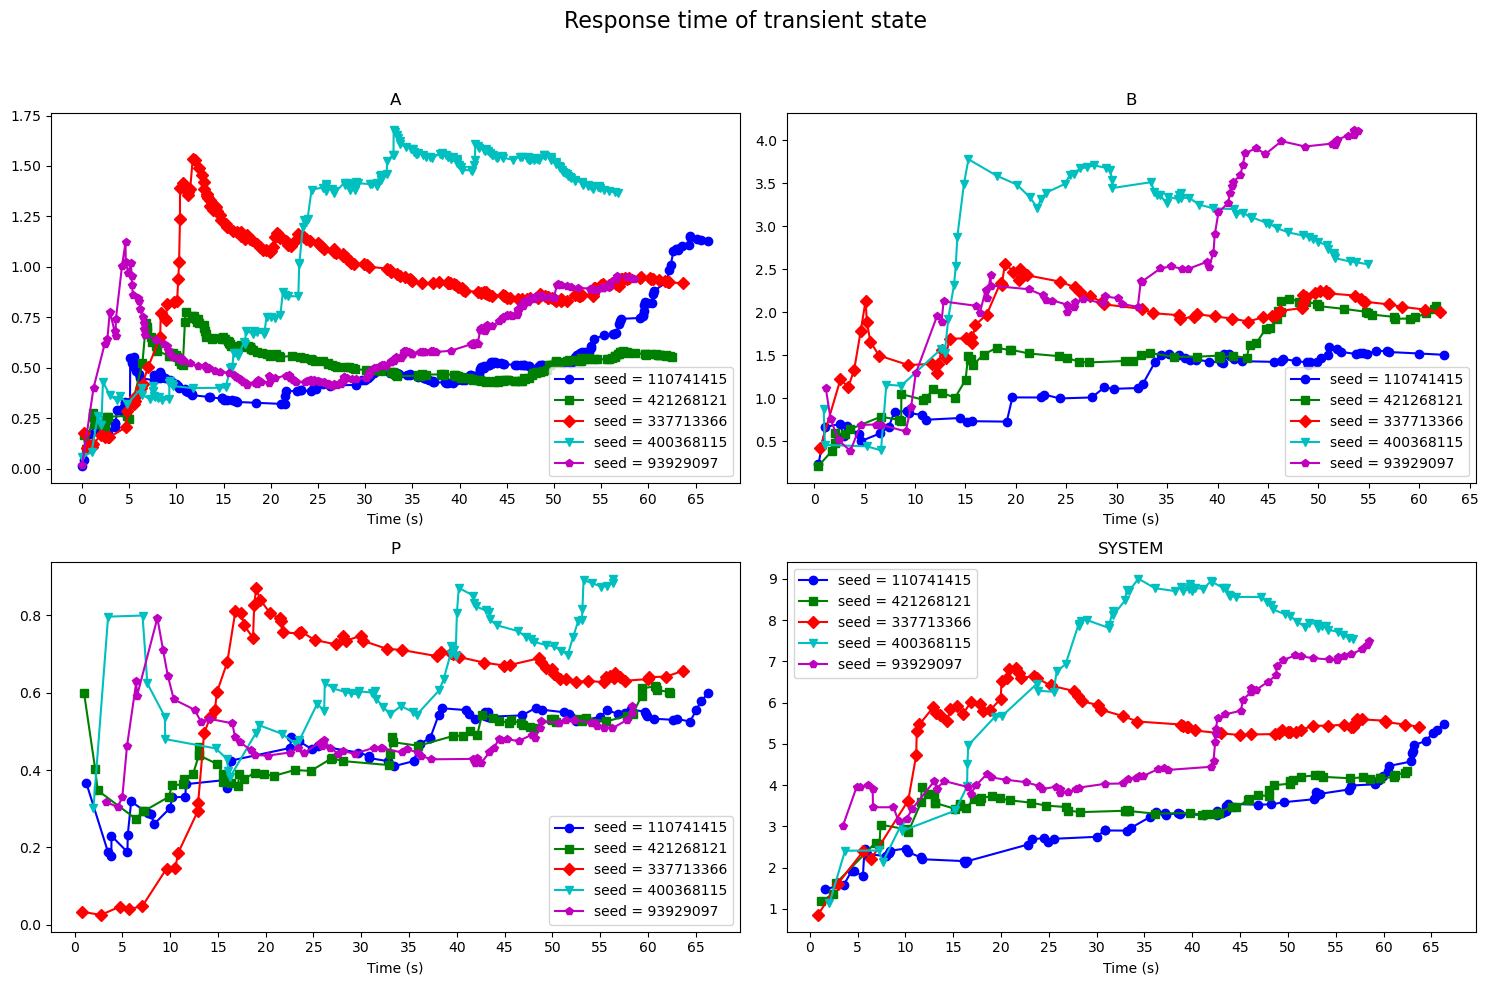 Response time of transient state
A
1.75
1.50
1.25
1.00
0.75
0.50
0.25
0.00
seed = 110741415
seed = 421268121
seed = 337713366
seed = 400368115
seed = 93929097
0 5 10 15 20 25 30 35 40 45 50 55 60 65
Time (s)
B
4.0
3.5
3.0
2.5
2.0
1.5
1.0
0.5
seed = 110741415
seed = 421268121
seed = 337713366
seed = 400368115
seed = 93929097
0 5 10 15 20 25 30 35 40 45 50 55 60 65
Time (s)
P
0.8
0.6
0.4
0.2
0.0
seed = 110741415
seed = 421268121
seed = 337713366
seed = 400368115
seed = 93929097
0 5 10 15 20 25 30 35 40 45 50 55 60 65
Time (s)
SYSTEM
9
8
7
6
5
4
3
2
1
seed = 110741415
seed = 421268121
seed = 337713366
seed = 400368115
seed = 93929097
0 5 10 15 20 25 30 35 40 45 50 55 60 65
Time (s)